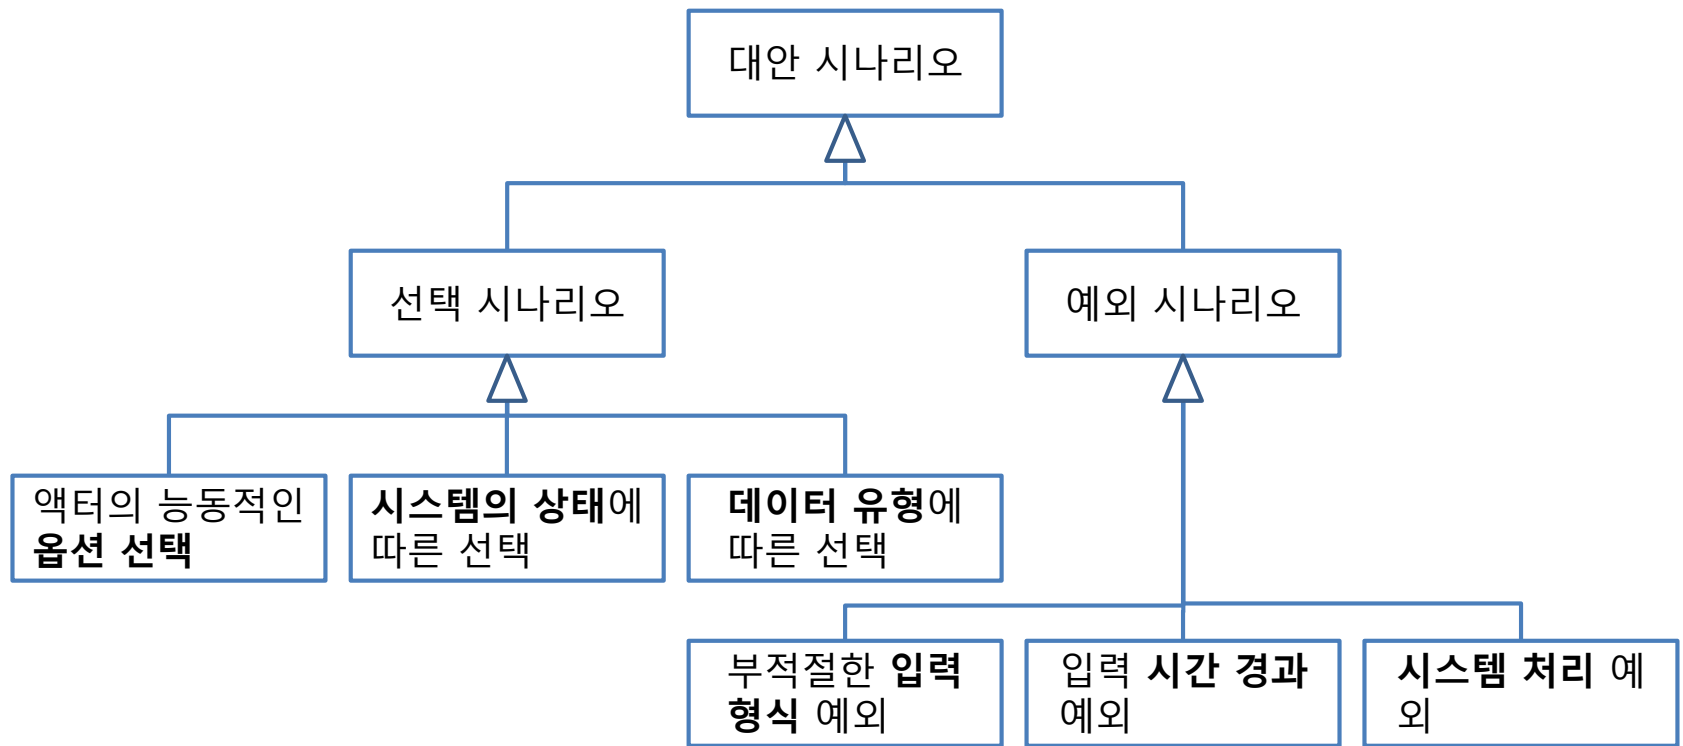 대안 시나리오
선택 시나리오
예외 시나리오
액터의 능동적인
옵션 선택
시스템의 상태에
따른 선택
데이터 유형에
따른 선택
부적절한 입력
형식 예외
입력 시간 경과
예외
시스템 처리 예
외